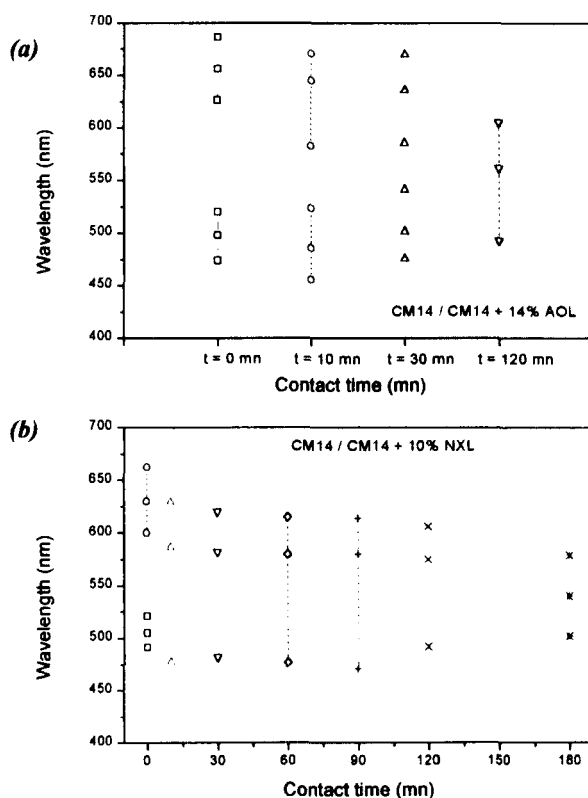 (a)
700
650
600
550
500
450
400
Wavelength (nm)
CM14 / CM14 + 14% AOL
t = 0 mn t = 10 mn t = 30 mn t = 120 mn
Contact time (mn)
(b)
CM14 / CM14 + 10% NXL
700
650
600
550
500
450
400
Wavelength (nm)
0 30 60 90 120 150 180
Contact time (mn)